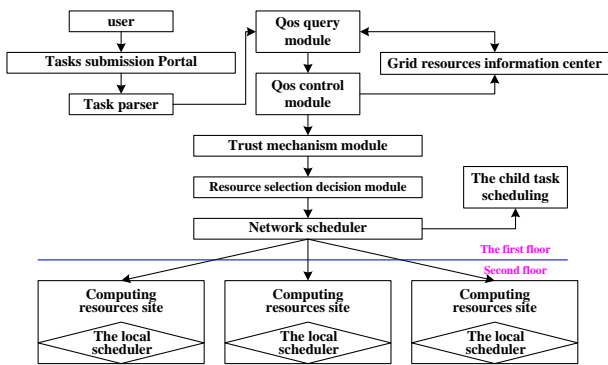 user
Tasks submission Portal
Task parser
Qos query
module
Qos control
module
Grid resources information center
Trust mechanism module
Resource selection decision module
Network scheduler
The child task
scheduling
The first floor
Second floor
Computing
resources site
The local
scheduler
Computing
resources site
The local
scheduler
Computing
resources site
The local
scheduler